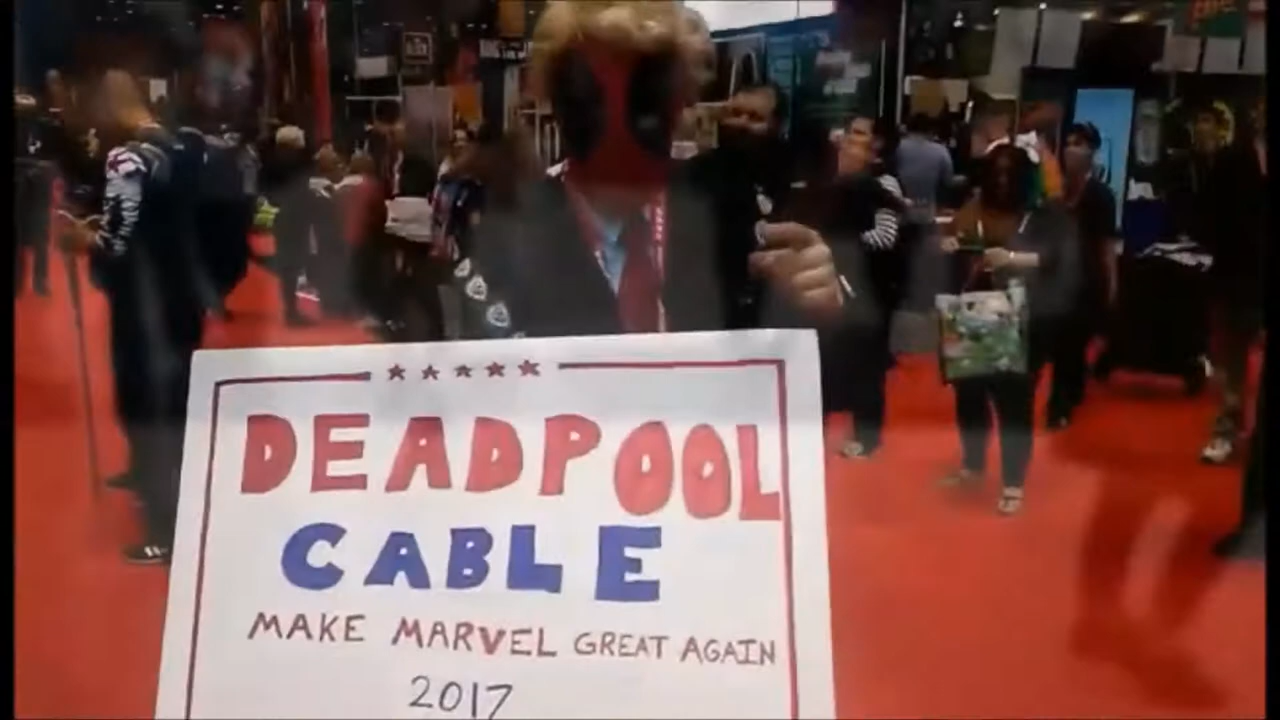 ★★★★★
DEADPOOL
CABLE
MAKE MARVEL GREAT AGAIN
2017